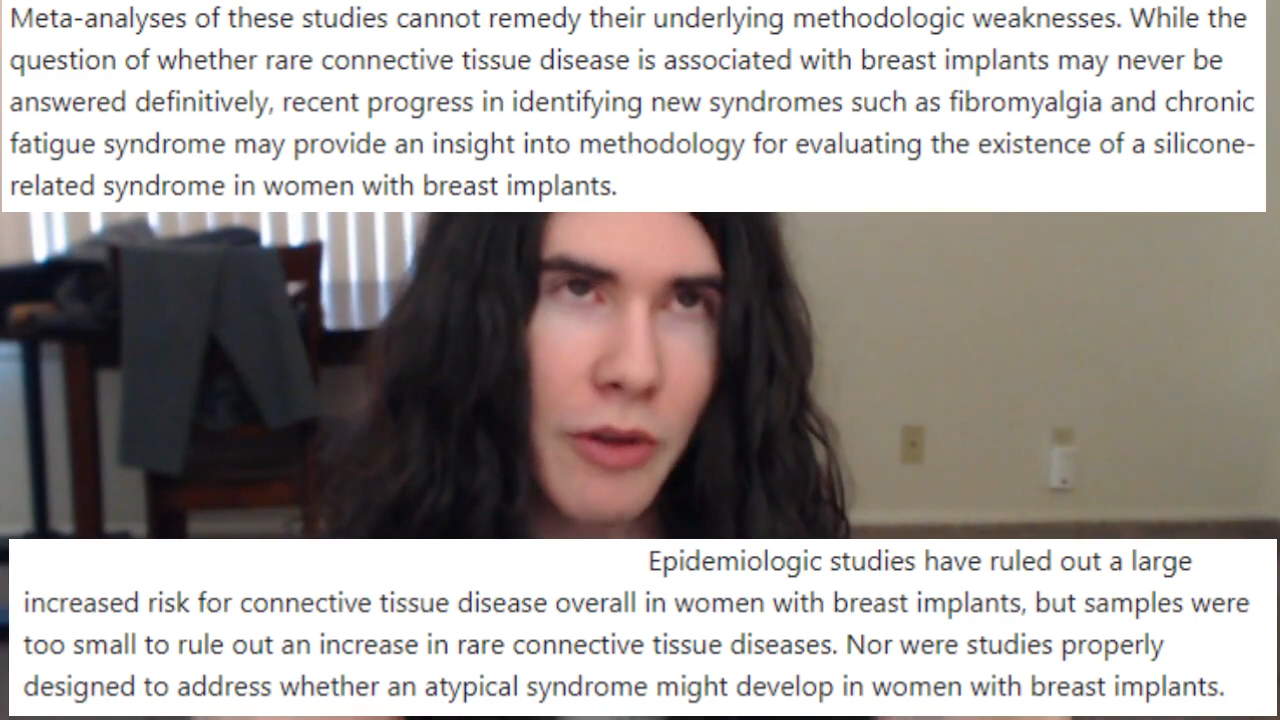 Meta-analyses of these studies cannot remedy their underlying methodologic weaknesses. While the
question of whether rare connective tissue disease is associated with breast implants may never be
answered definitively, recent progress in identifying new syndromes such as fibromyalgia and chronic
fatigue syndrome may provide an insight into methodology for evaluating the existence of a silicone-
related syndrome in women with breast implants.
Epidemiologic studies have ruled out a large
increased risk for connective tissue disease overall in women with breast implants, but samples were
too small to rule out an increase in rare connective tissue diseases. Nor were studies properly
designed to address whether an atypical syndrome might develop in women with breast implants.